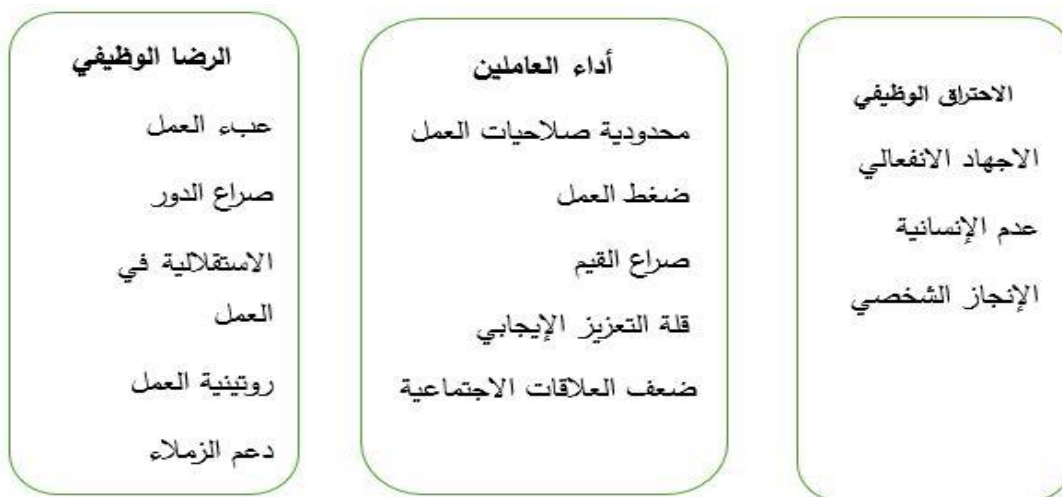 الاحتراق الوظيفي
الاجهاد الانفعالي
عدم الإنسانية
الإنجاز الشخصي
أداء العاملين
محدودية صلاحيات العمل
ضغط العمل
صراع القيم
قلة التعزيز الإيجابي
ضعف العلاقات الاجتماعية
الرضا الوظيفي
عبء العمل
صراع الدور
الاستقلالية في
العمل
روتينية العمل
دعم الزملاء